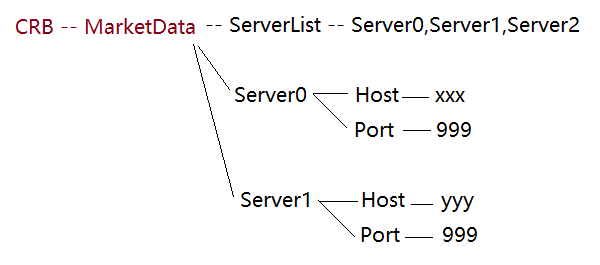 CRB -- MarketData -- ServerList -- Server0,Server1,Server2
Server0 Host xxx
Port 999
Server1 Host yyy
Port 999